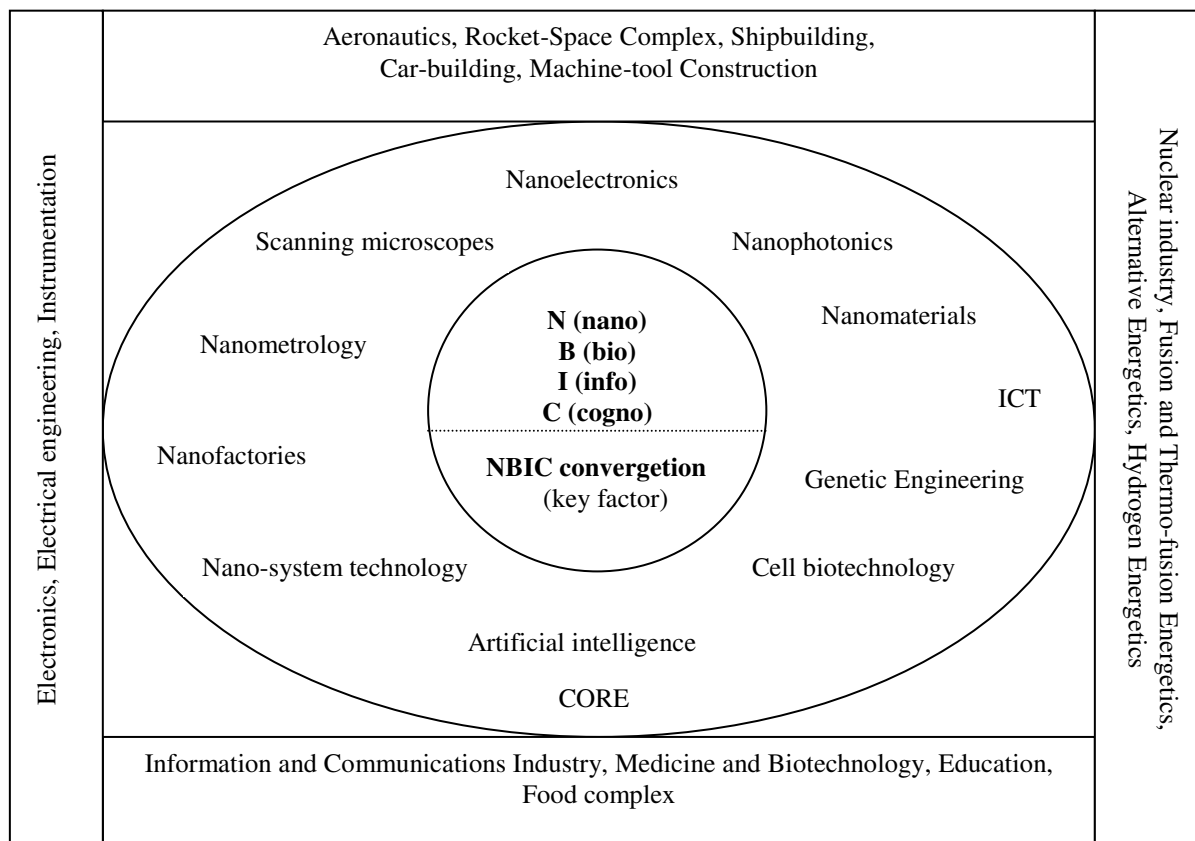 Aeronautics, Rocket-Space Complex, Shipbuilding,
Car-building, Machine-tool Construction
Electronics, Electrical engineering, Instrumentation
Nanoelectronics
Scanning microscopes
Nanophotonics
N (nano)
B (bio)
I (info)
C (cogno)
Nanomaterials
Nanometrology
ICT
Nanofactories
NBIC convergetion
(key factor)
Genetic Engineering
Nano-system technology
Cell biotechnology
Artificial intelligence
CORE
Nuclear industry, Fusion and Thermo-fusion Energetics,
Alternative Energetics, Hydrogen Energetics
Information and Communications Industry, Medicine and Biotechnology, Education,
Food complex